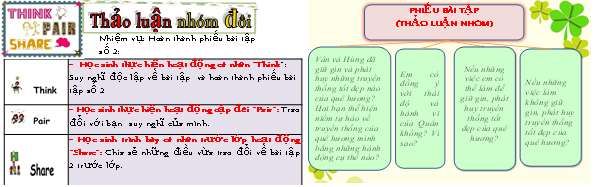 THINK
PAIR
SHARE
Thảo luận nhóm đôi
Nhiệm vụ: Hoàn thành phiếu bài tập
số 2:
Think
- Học sinh thực hiện hoạt động cá nhân "Think":
Suy nghĩ độc lập về bài tập và hoàn thành phiếu bài
tập số 2
Pair
- Học sinh thực hiện hoạt động cặp đôi "Pair": Trao
đổi với bạn suy nghĩ của mình.
Share
- Học sinh trình bày cá nhân trước lớp hoạt động
"Share": Chia sẻ những điều vừa trao đổi về bài tập
2 trước lớp.
PHIẾU BÀI TẬP
(THẢO LUẬN NHÓM)
Vân và Hùng đã
giữ gìn và phát
huy những truyền
thống tốt đẹp nào
của quê hương?
Hai bạn thể hiện
niềm tự hào về
truyền thống của
quê hương mình
bằng những hành
động cụ thể nào?
Em có
đồng ý
với thái
độ và
hành vi
của Quân
không? Vì
sao?
Nêu những
việc em có
thể làm để
giữ gìn, phát
huy truyền
thống tốt
đẹp của quê
hương?
Nêu những
việc làm
không giữ
gìn, phát huy
truyền thống
tốt đẹp của
quê hương?